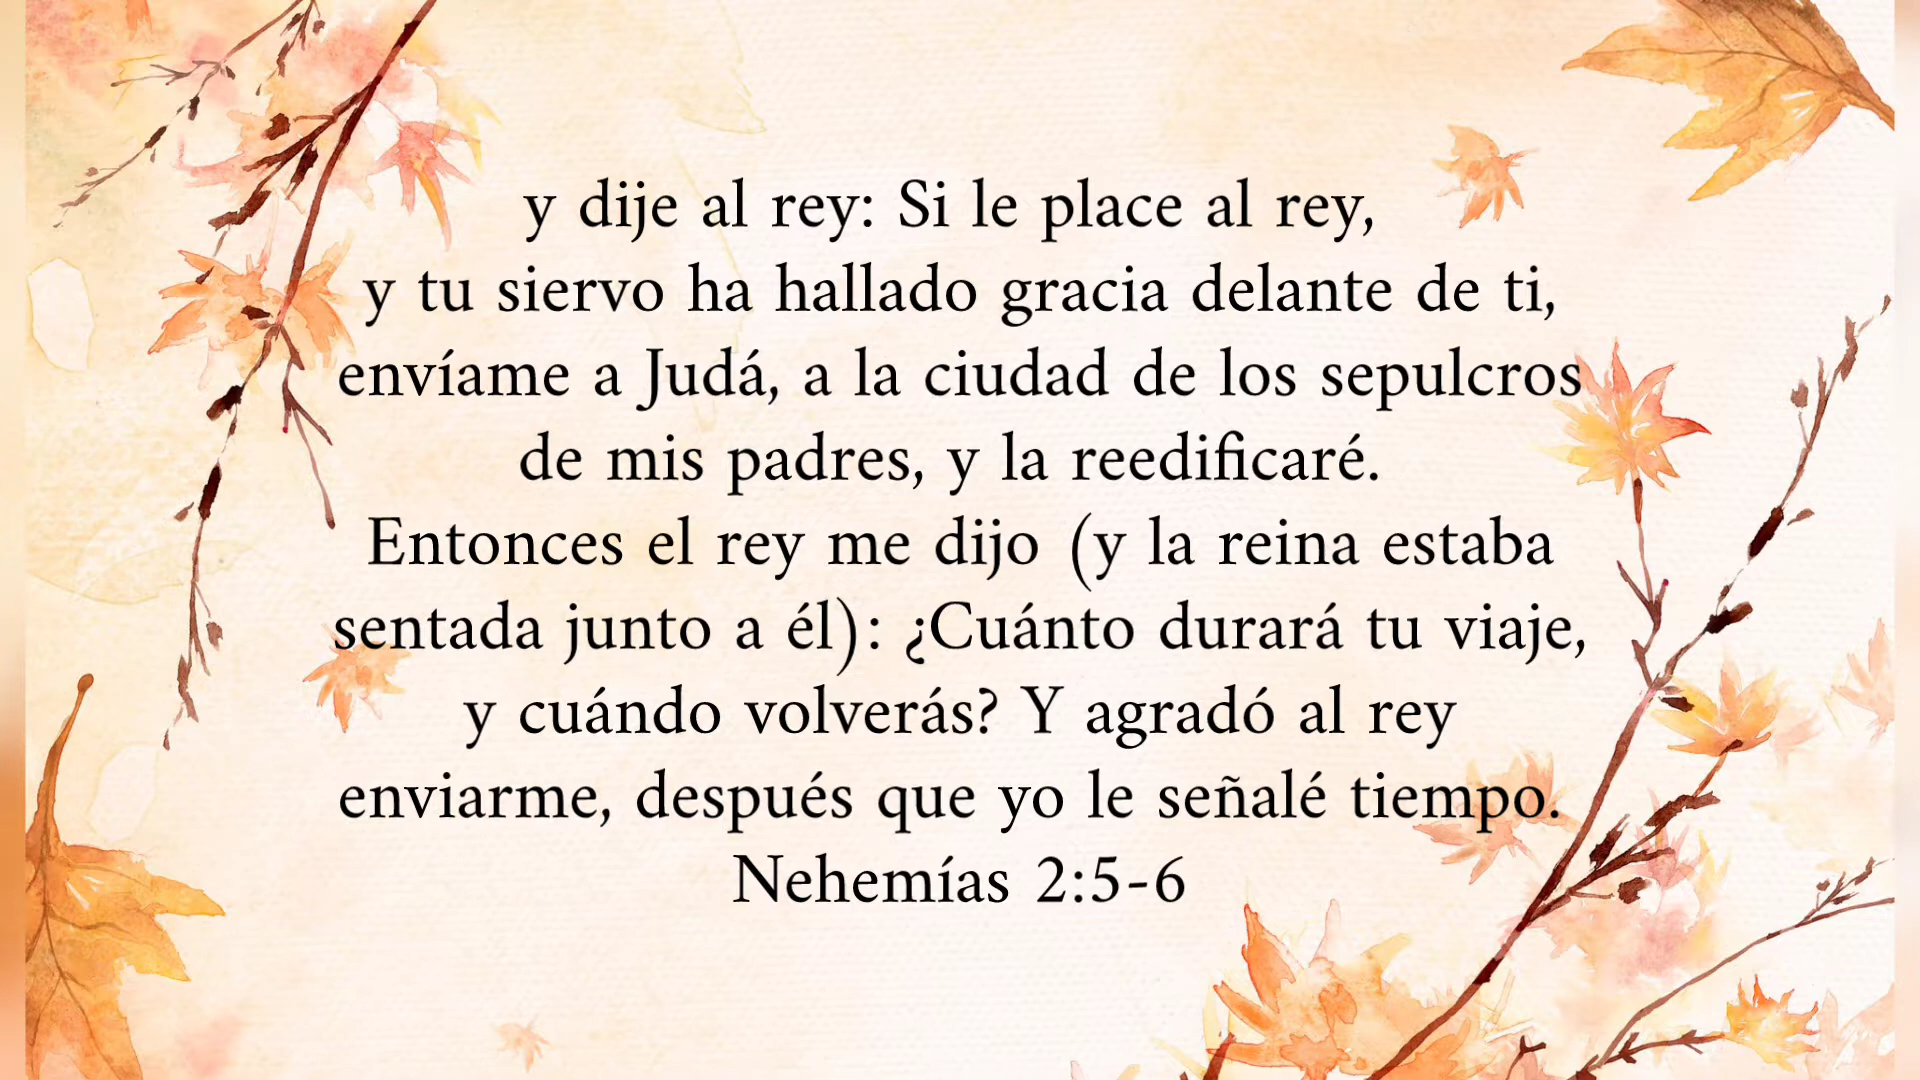 y dije al rey: Si le place al rey,
y tu siervo ha hallado gracia delante de ti,
envíame a Judá, a la ciudad de los sepulcros
de mis padres, y la reedificaré.
Entonces el rey me dijo (y la reina estaba
sentada junto a él): ¿Cuánto durará tu viaje,
y cuándo volverás? Y agradó al rey
enviarme, después que yo le señalé tiempo.
Nehemías 2:5-6